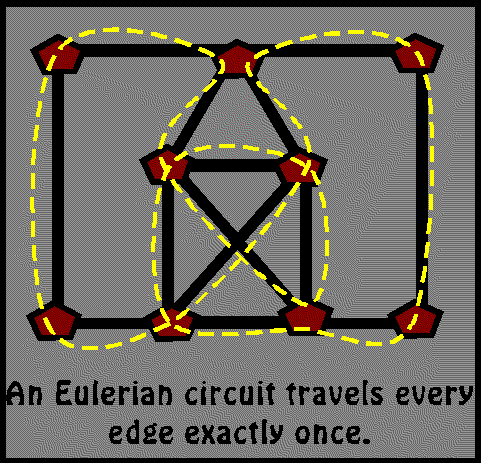 An Eulerian circuit travels every
edge exactly once.